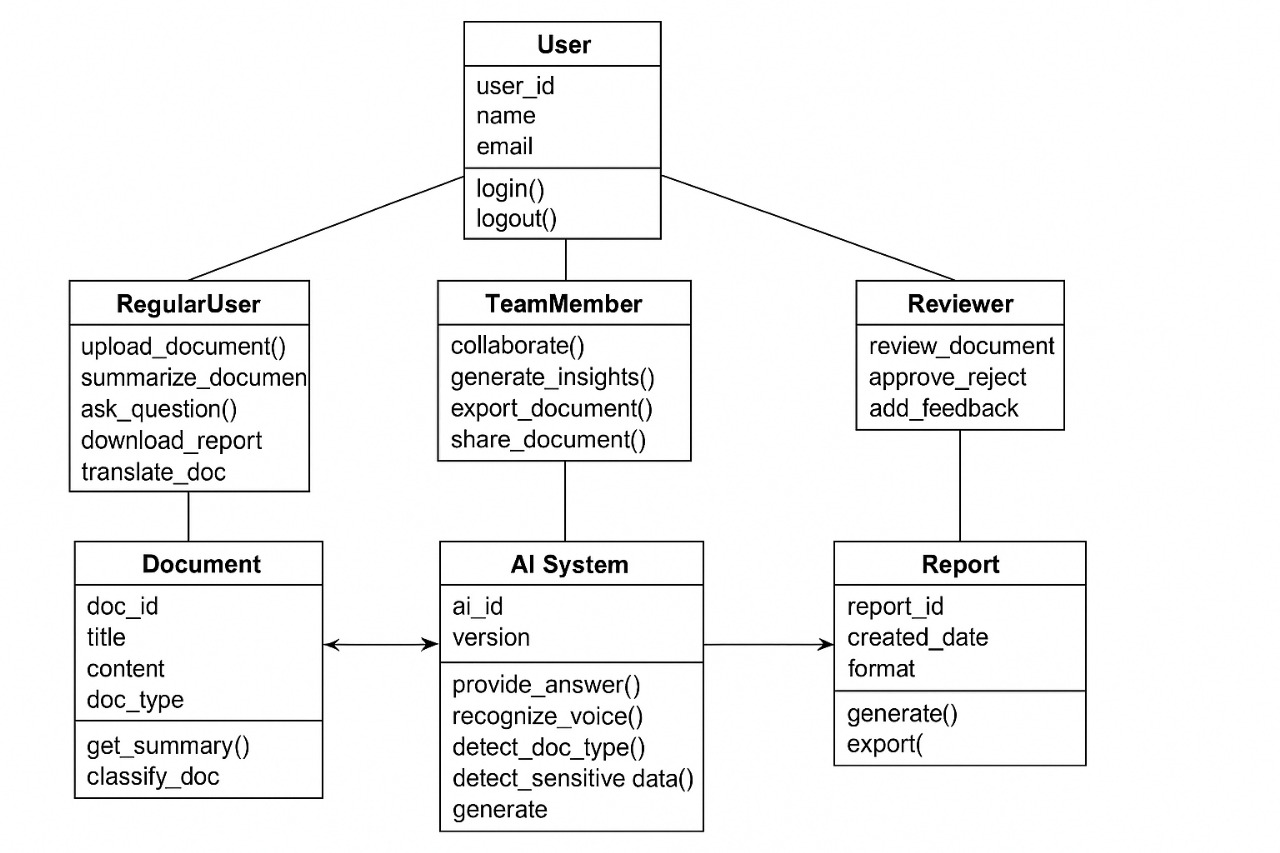 User
user_id
name
email
login()
logout()
RegularUser
upload_document()
summarize_documen
ask_question()
download_report
translate_doc
TeamMember
collaborate()
generate_insights()
export_document()
share_document()
Reviewer
review_document
approve_reject
add_feedback
Document
doc_id
title
content
doc_type
get_summary()
classify_doc
AI System
ai_id
version
provide_answer()
recognize_voice()
detect_doc_type()
detect_sensitive data()
generate
Report
report_id
created_date
format
generate()
export(